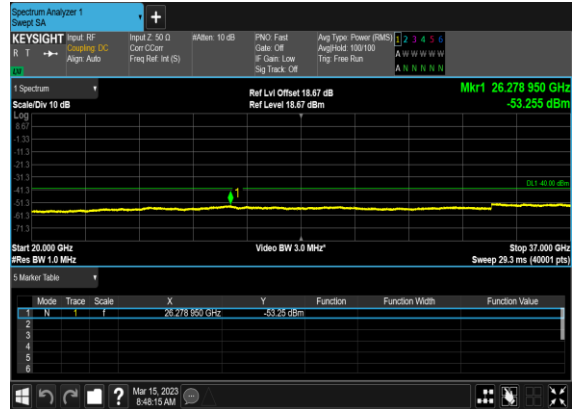 Spectrum Analyzer 1
Swept SA
KEYSIGHT Input: RF Input Z: 50 Ω #Atten: 10 dB PNO: Fast Avg Type: Power (RMS) 1 2 3 4 5 6
R T Coupling: DC Corr CCorr Gate: Off Avg|Hold: 100/100 A W W W W W
Align: Auto Freq Ref: Int (S) IF Gain: Low Trig: Free Run
Sig Track: Off A N N N N N
1 Spectrum Ref Lvl Offset 18.67 dB Mkr1 26.278 950 GHz
Scale/Div 10 dB Ref Level 18.67 dBm -53.255 dBm
Log
8.67
-1.33
-11.3
-21.3
-31.3
DL1 -40.00 dBm
-41.3
1
-51.3
-61.3
-71.3
Start 20.000 GHz Video BW 3.0 MHz* Stop 37.000 GHz
#Res BW 1.0 MHz Sweep 29.3 ms (40001 pts)
5 Marker Table
Mode Trace Scale X Y Function Function Width Function Value
1 N 1 f 26.278 950 GHz -53.25 dBm
2
3
4
5
6
Mar 15, 2023
8:48:15 AM